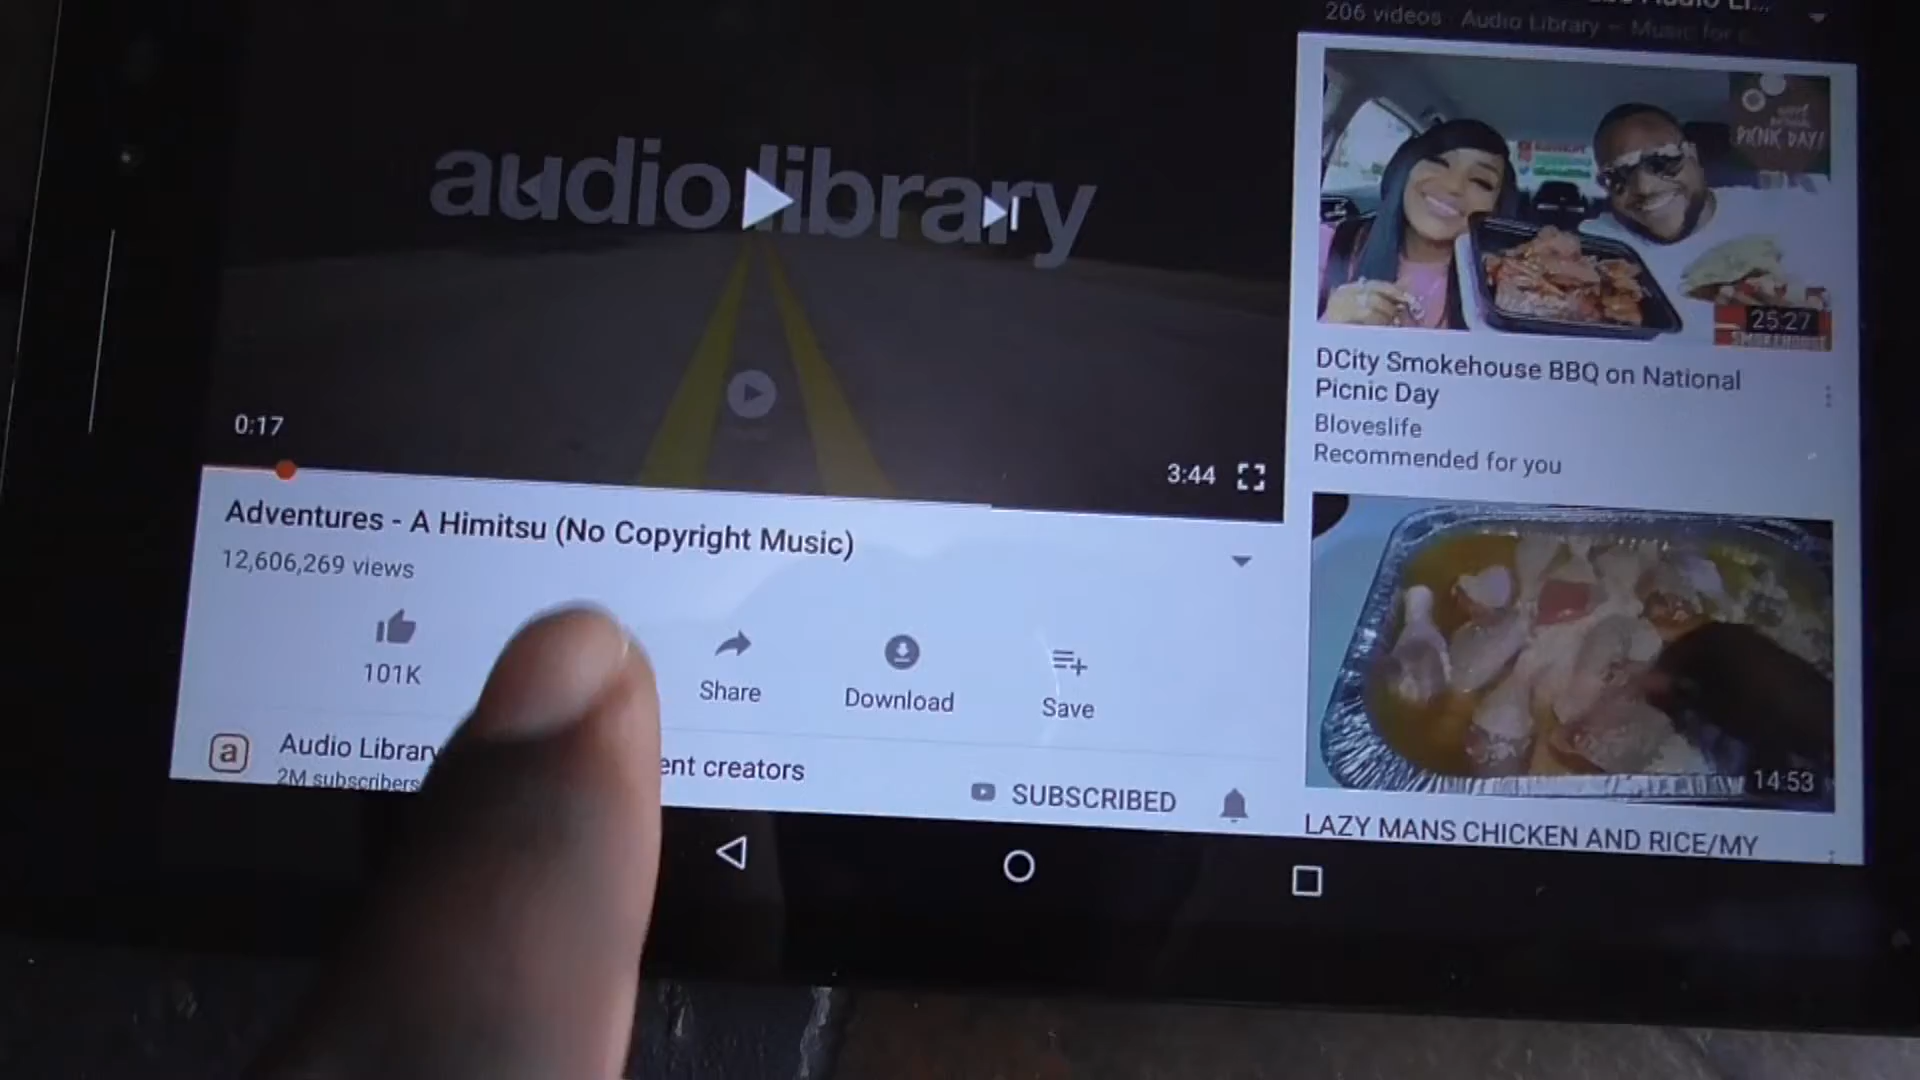 206 videos · Audio Library – Music for c...
audio library
PICNIC DAY!
25:27
SMOKEHOUSE
DCity Smokehouse BBQ on National
Picnic Day
Bloveslife
Recommended for you
0:17
3:44
Adventures - A Himitsu (No Copyright Music)
12,606,269 views
101K
Share
Download
Save
a
Audio Library
ent creators
2M subscribers
SUBSCRIBED
14:53
LAZY MANS CHICKEN AND RICE/MY